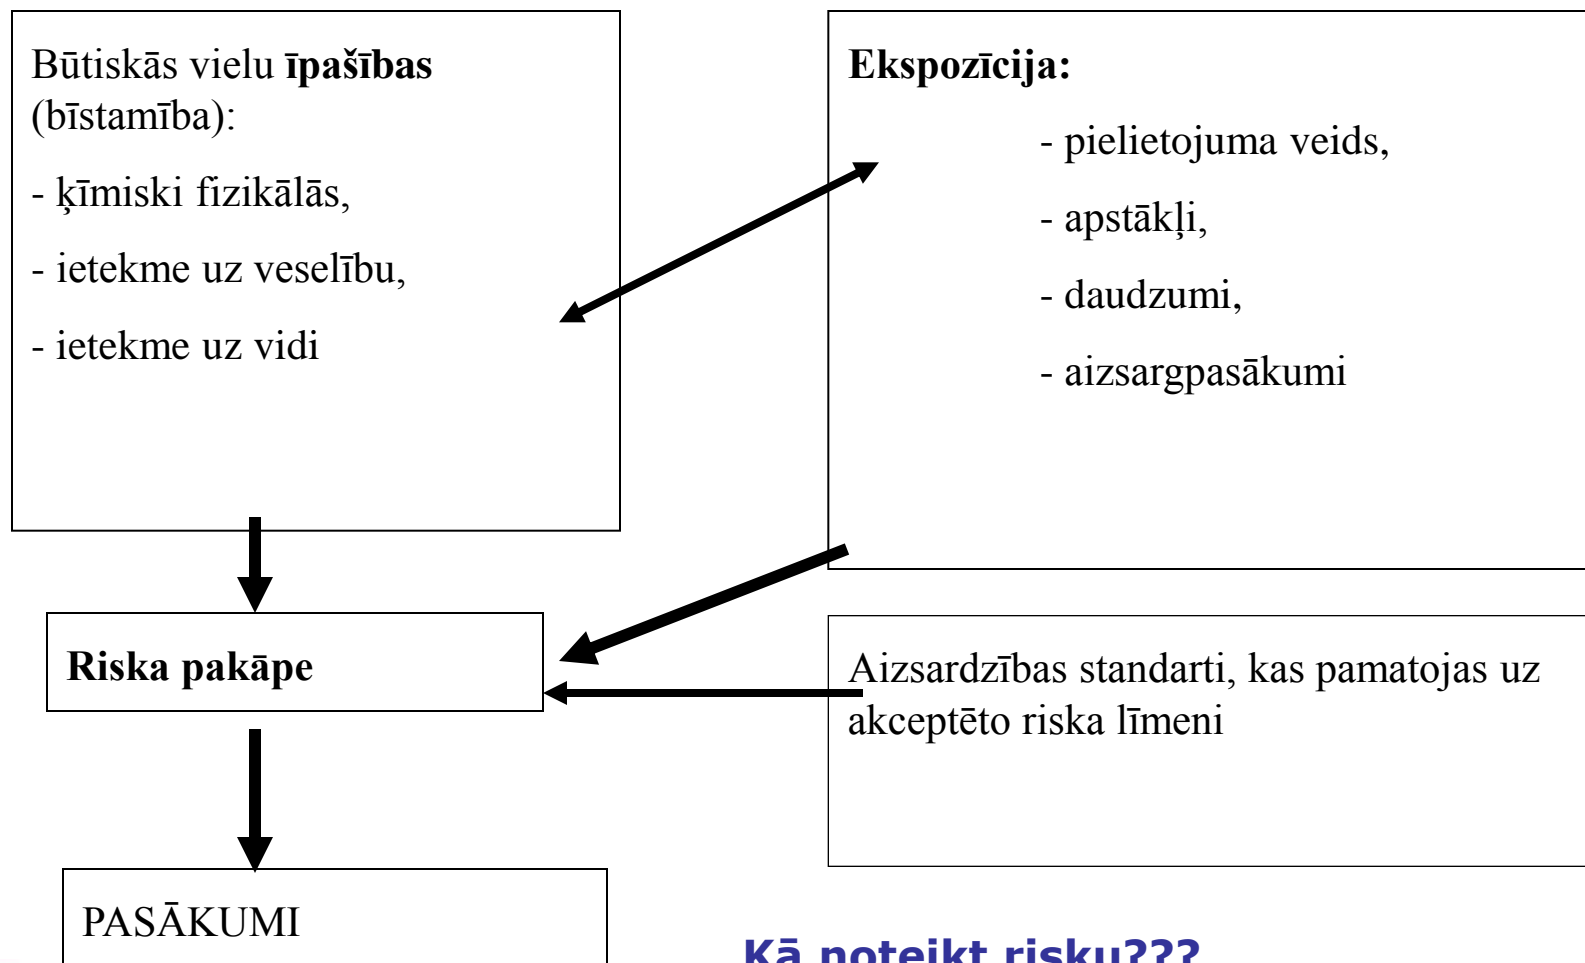 Būtiskās vielu īpašības
(bīstamība):
- ķīmiski fizikālās,
- ietekme uz veselību,
- ietekme uz vidi
Ekspozīcija:
- pielietojuma veids,
- apstākļi,
- daudzumi,
- aizsargpasākumi
Riska pakāpe
Aizsardzības standarti, kas pamatojas uz
akceptēto riska līmeni
PASĀKUMI
Kā noteikt risku???